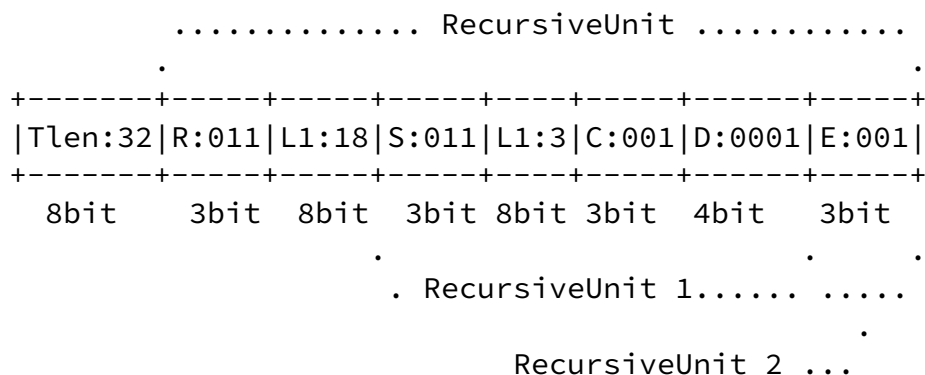 .............. RecursiveUnit ............
. .
+-------+-----+-----+-----+----+-----+------+-----+
|Tlen:32|R:011|L1:18|S:011|L1:3|C:001|D:0001|E:001|
+-------+-----+-----+-----+----+-----+------+-----+
8bit 3bit 8bit 3bit 8bit 3bit 4bit 3bit
. . .
. RecursiveUnit 1...... .....
.
RecursiveUnit 2 ...